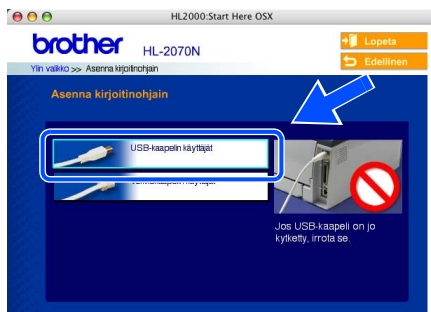 HL2000:Start Here OSX
brother
HL-2070N
Lopeta
Edellinen
Ylin valikko >> Asenna kirjoitinohjain
Asenna kirjoitinohjain
USB-kaapelin käyttäjät
Jos USB-kaapeli on jo
kytketty, irrota se.